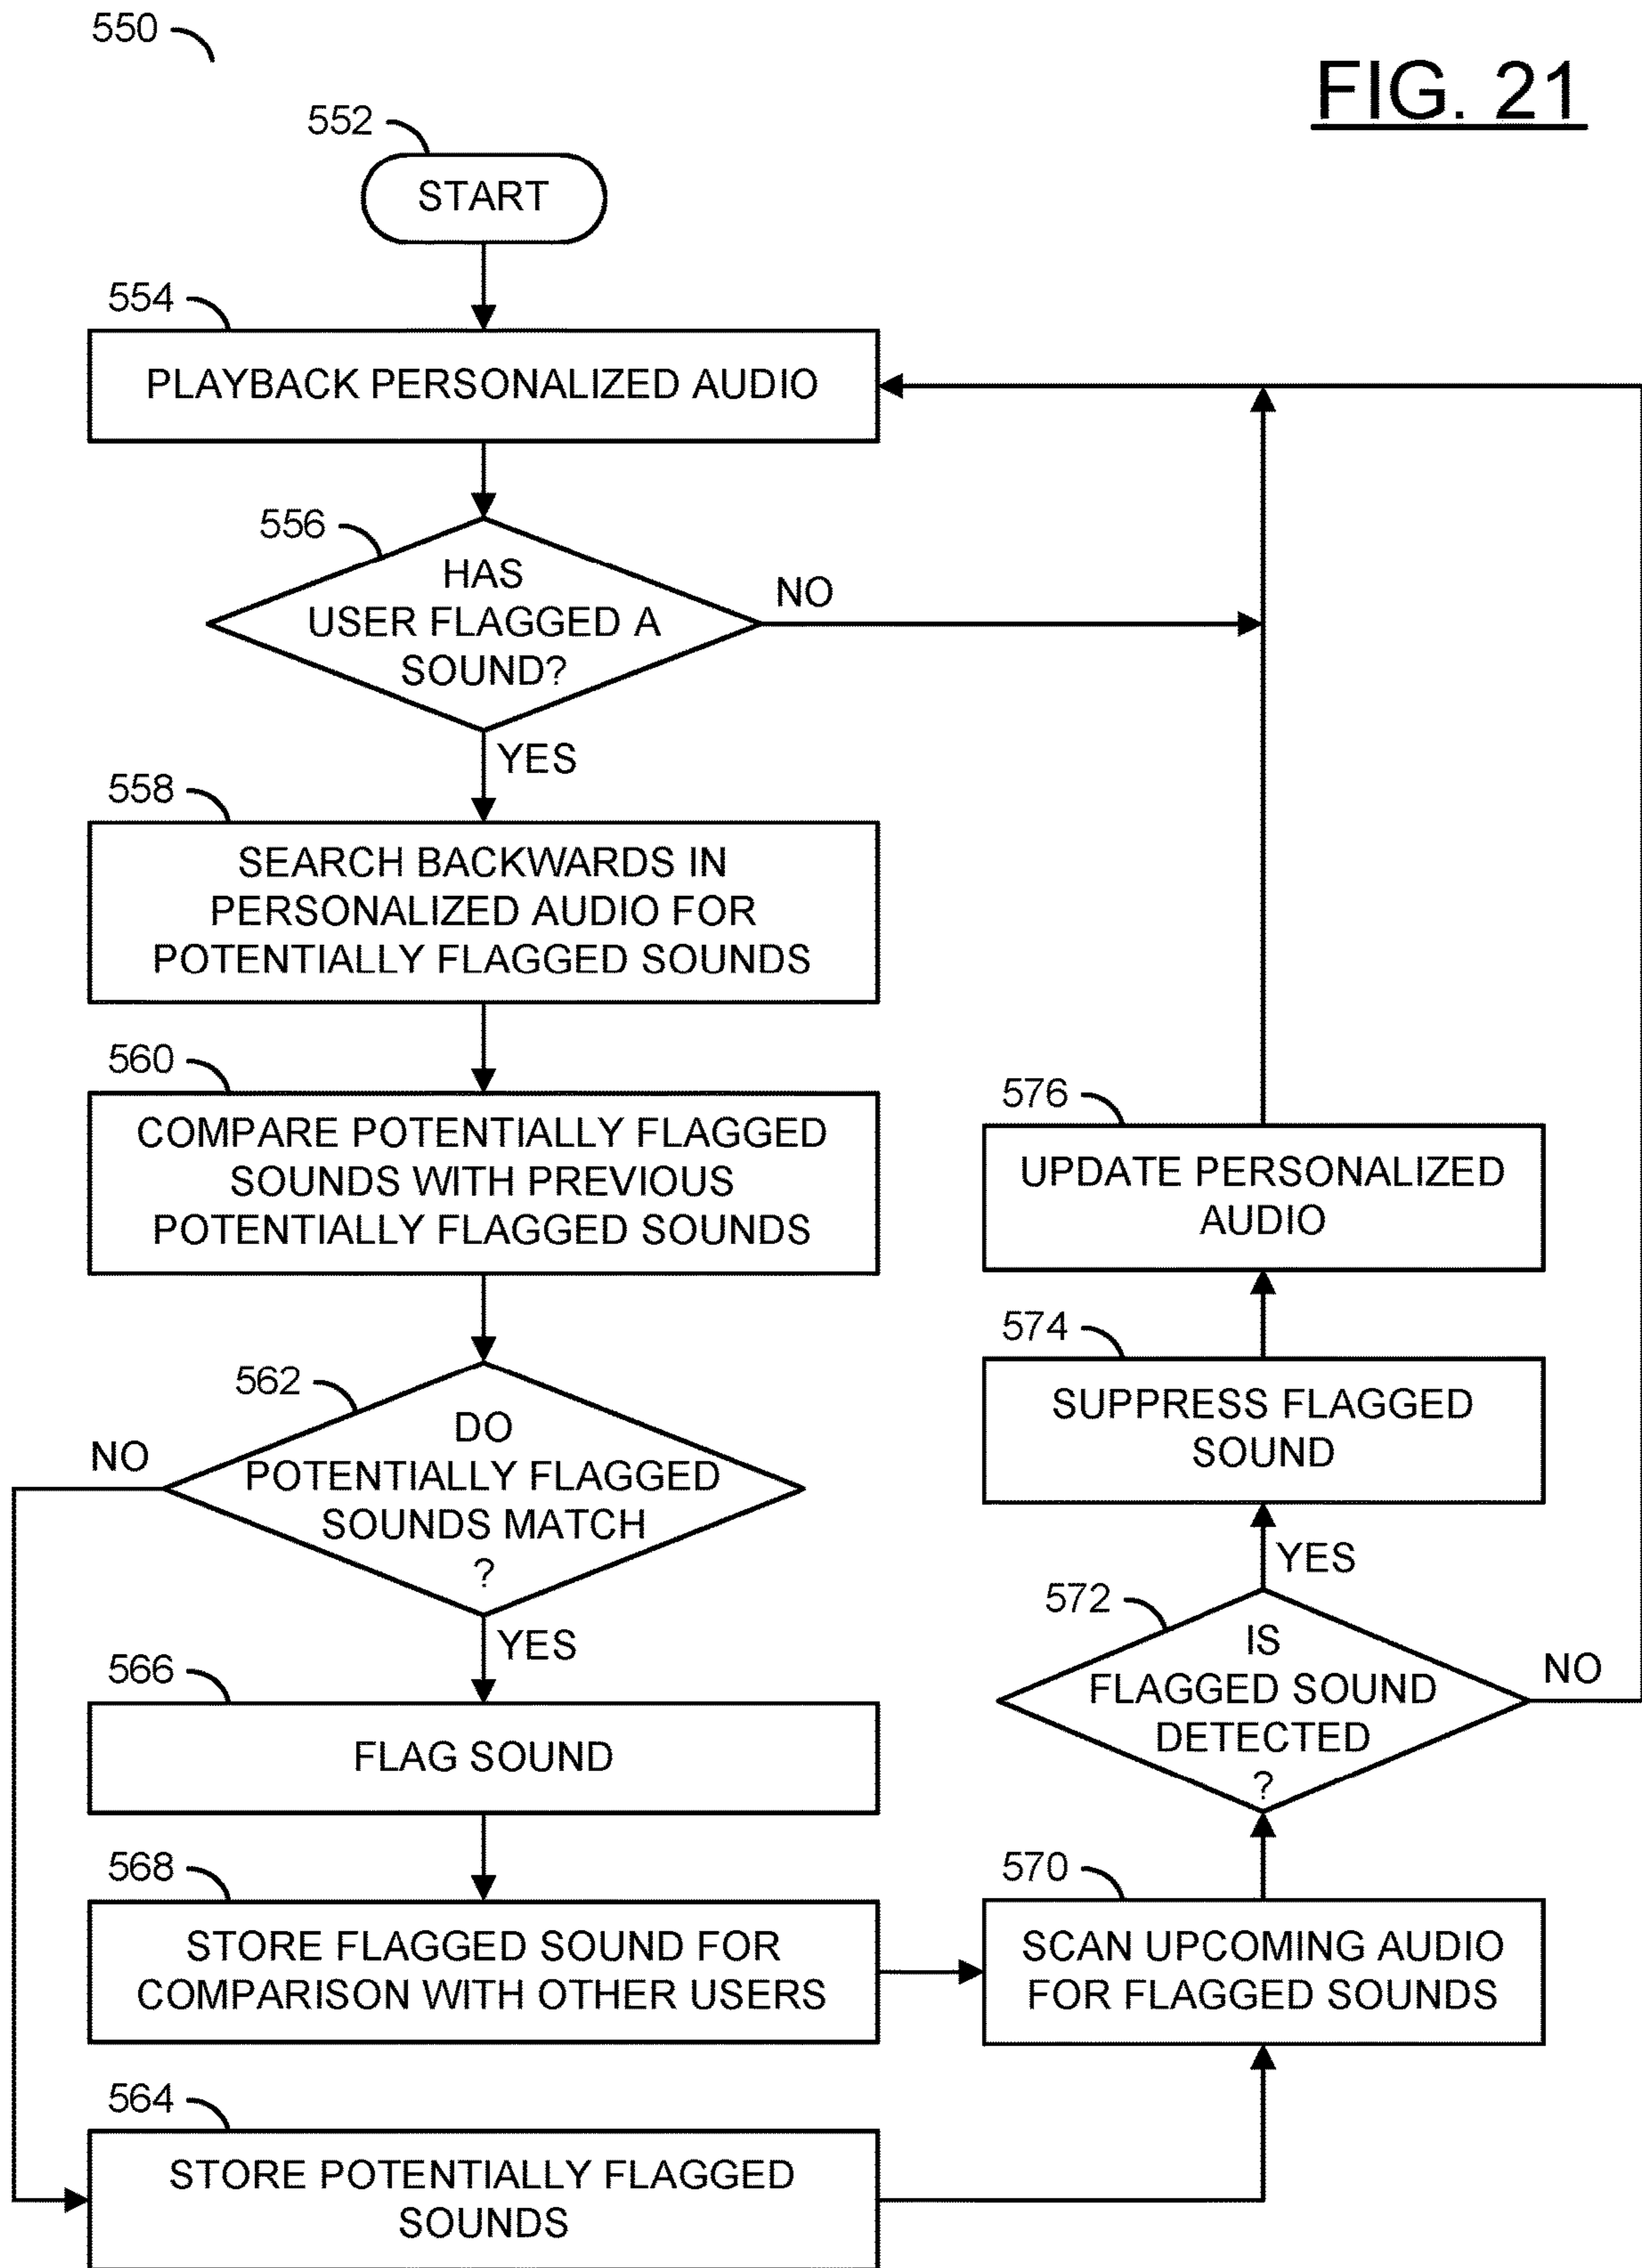 550
FIG. 21
552
START
554
PLAYBACK PERSONALIZED AUDIO
556
HAS
USER FLAGGED A
SOUND?
NO
YES
558
SEARCH BACKWARDS IN
PERSONALIZED AUDIO FOR
POTENTIALLY FLAGGED SOUNDS
560
COMPARE POTENTIALLY FLAGGED
SOUNDS WITH PREVIOUS
POTENTIALLY FLAGGED SOUNDS
562
DO
POTENTIALLY FLAGGED
SOUNDS MATCH
?
NO
YES
566
FLAG SOUND
568
STORE FLAGGED SOUND FOR
COMPARISON WITH OTHER USERS
564
STORE POTENTIALLY FLAGGED
SOUNDS
576
UPDATE PERSONALIZED
AUDIO
574
SUPPRESS FLAGGED
SOUND
YES
572
IS
FLAGGED SOUND
DETECTED
?
NO
570
SCAN UPCOMING AUDIO
FOR FLAGGED SOUNDS